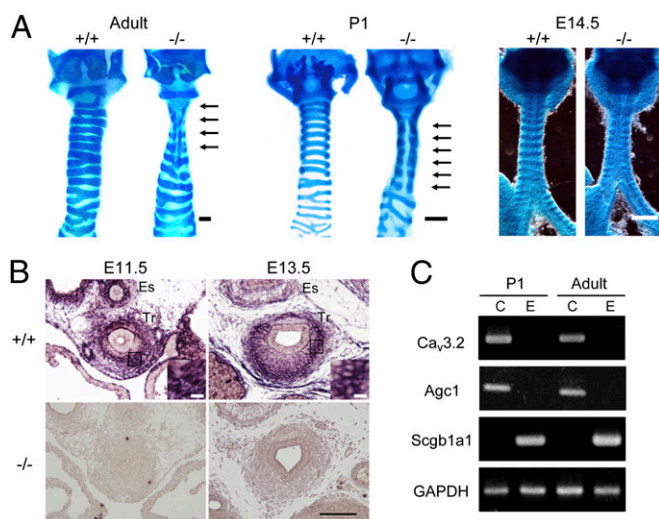 A
Adult P1 E14.5
+/+ -/- +/+ -/- +/+ -/-
B
E11.5 E13.5
+/+
Es Es
Tr Tr
-/-
C
P1 Adult
C E C E
Cav3.2
Agc1
Scgb1a1
GAPDH